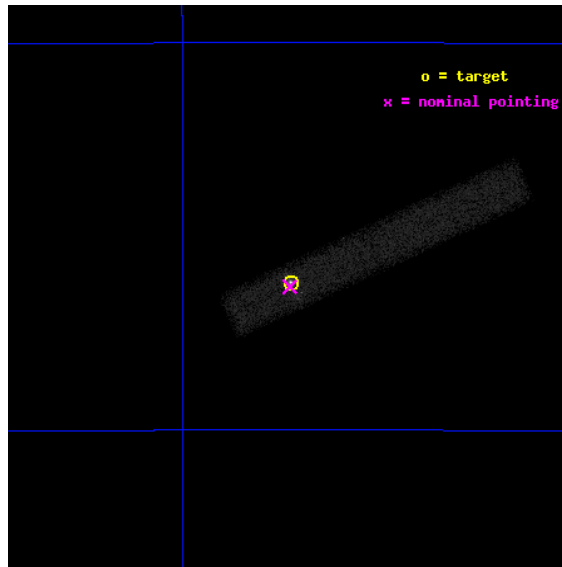 o = target
x = nominal pointing